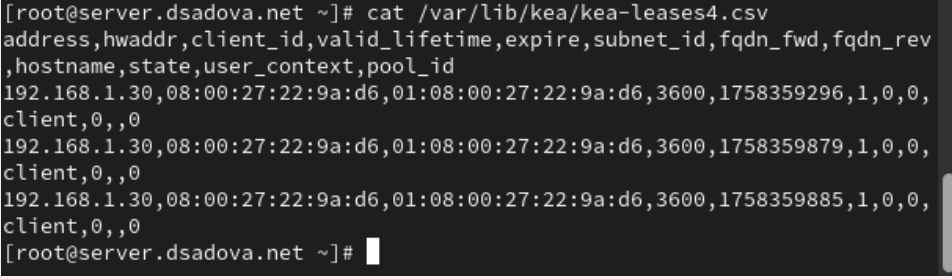 [root@server.dsadova.net ~]# cat /var/lib/kea/kea-leases4.csv
address,hwaddr,client_id,valid_lifetime,expire,subnet_id,fqdn_fwd,fqdn_rev
,hostname,state,user_context,pool_id
192.168.1.30,08:00:27:22:9a:d6,01:08:00:27:22:9a:d6,3600,1758359296,1,0,0,
client,0,,0
192.168.1.30,08:00:27:22:9a:d6,01:08:00:27:22:9a:d6,3600,1758359879,1,0,0,
client,0,,0
192.168.1.30,08:00:27:22:9a:d6,01:08:00:27:22:9a:d6,3600,1758359885,1,0,0,
client,0,,0
[root@server.dsadova.net ~]#